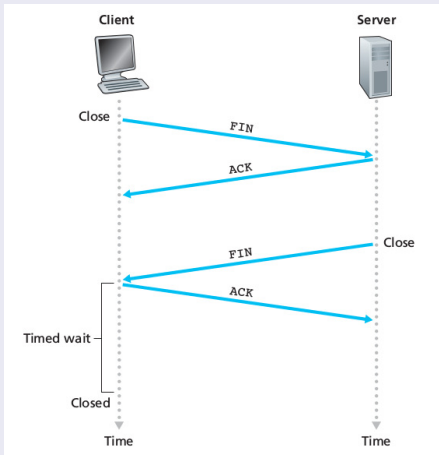 Client
Server
Close
FIN
ACK
Close
FIN
ACK
Timed wait
Closed
Time
Time